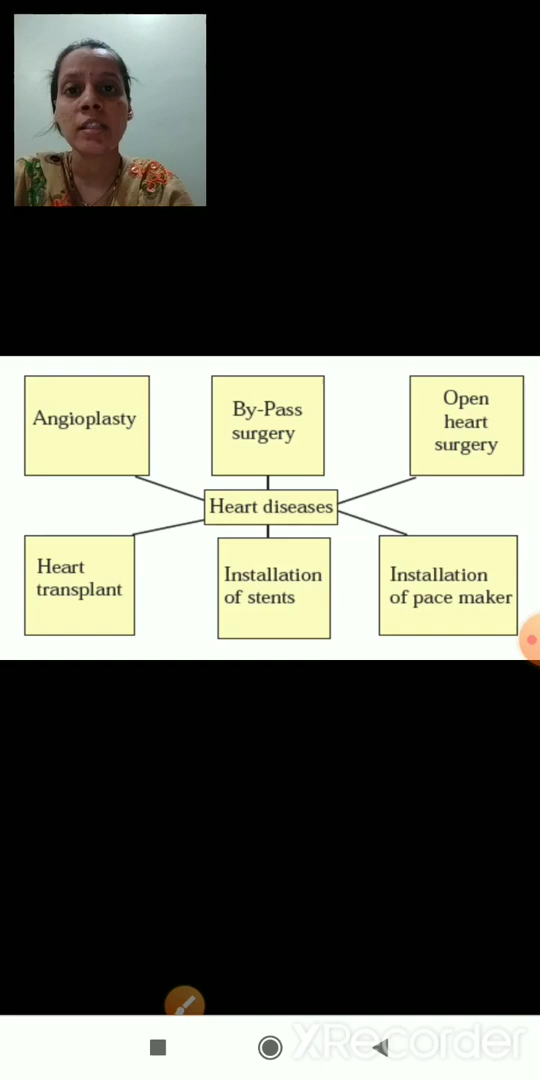 Angioplasty
By-Pass
surgery
Open
heart
surgery
Heart diseases
Heart
transplant
Installation
of stents
Installation
of pace maker
XRecorder